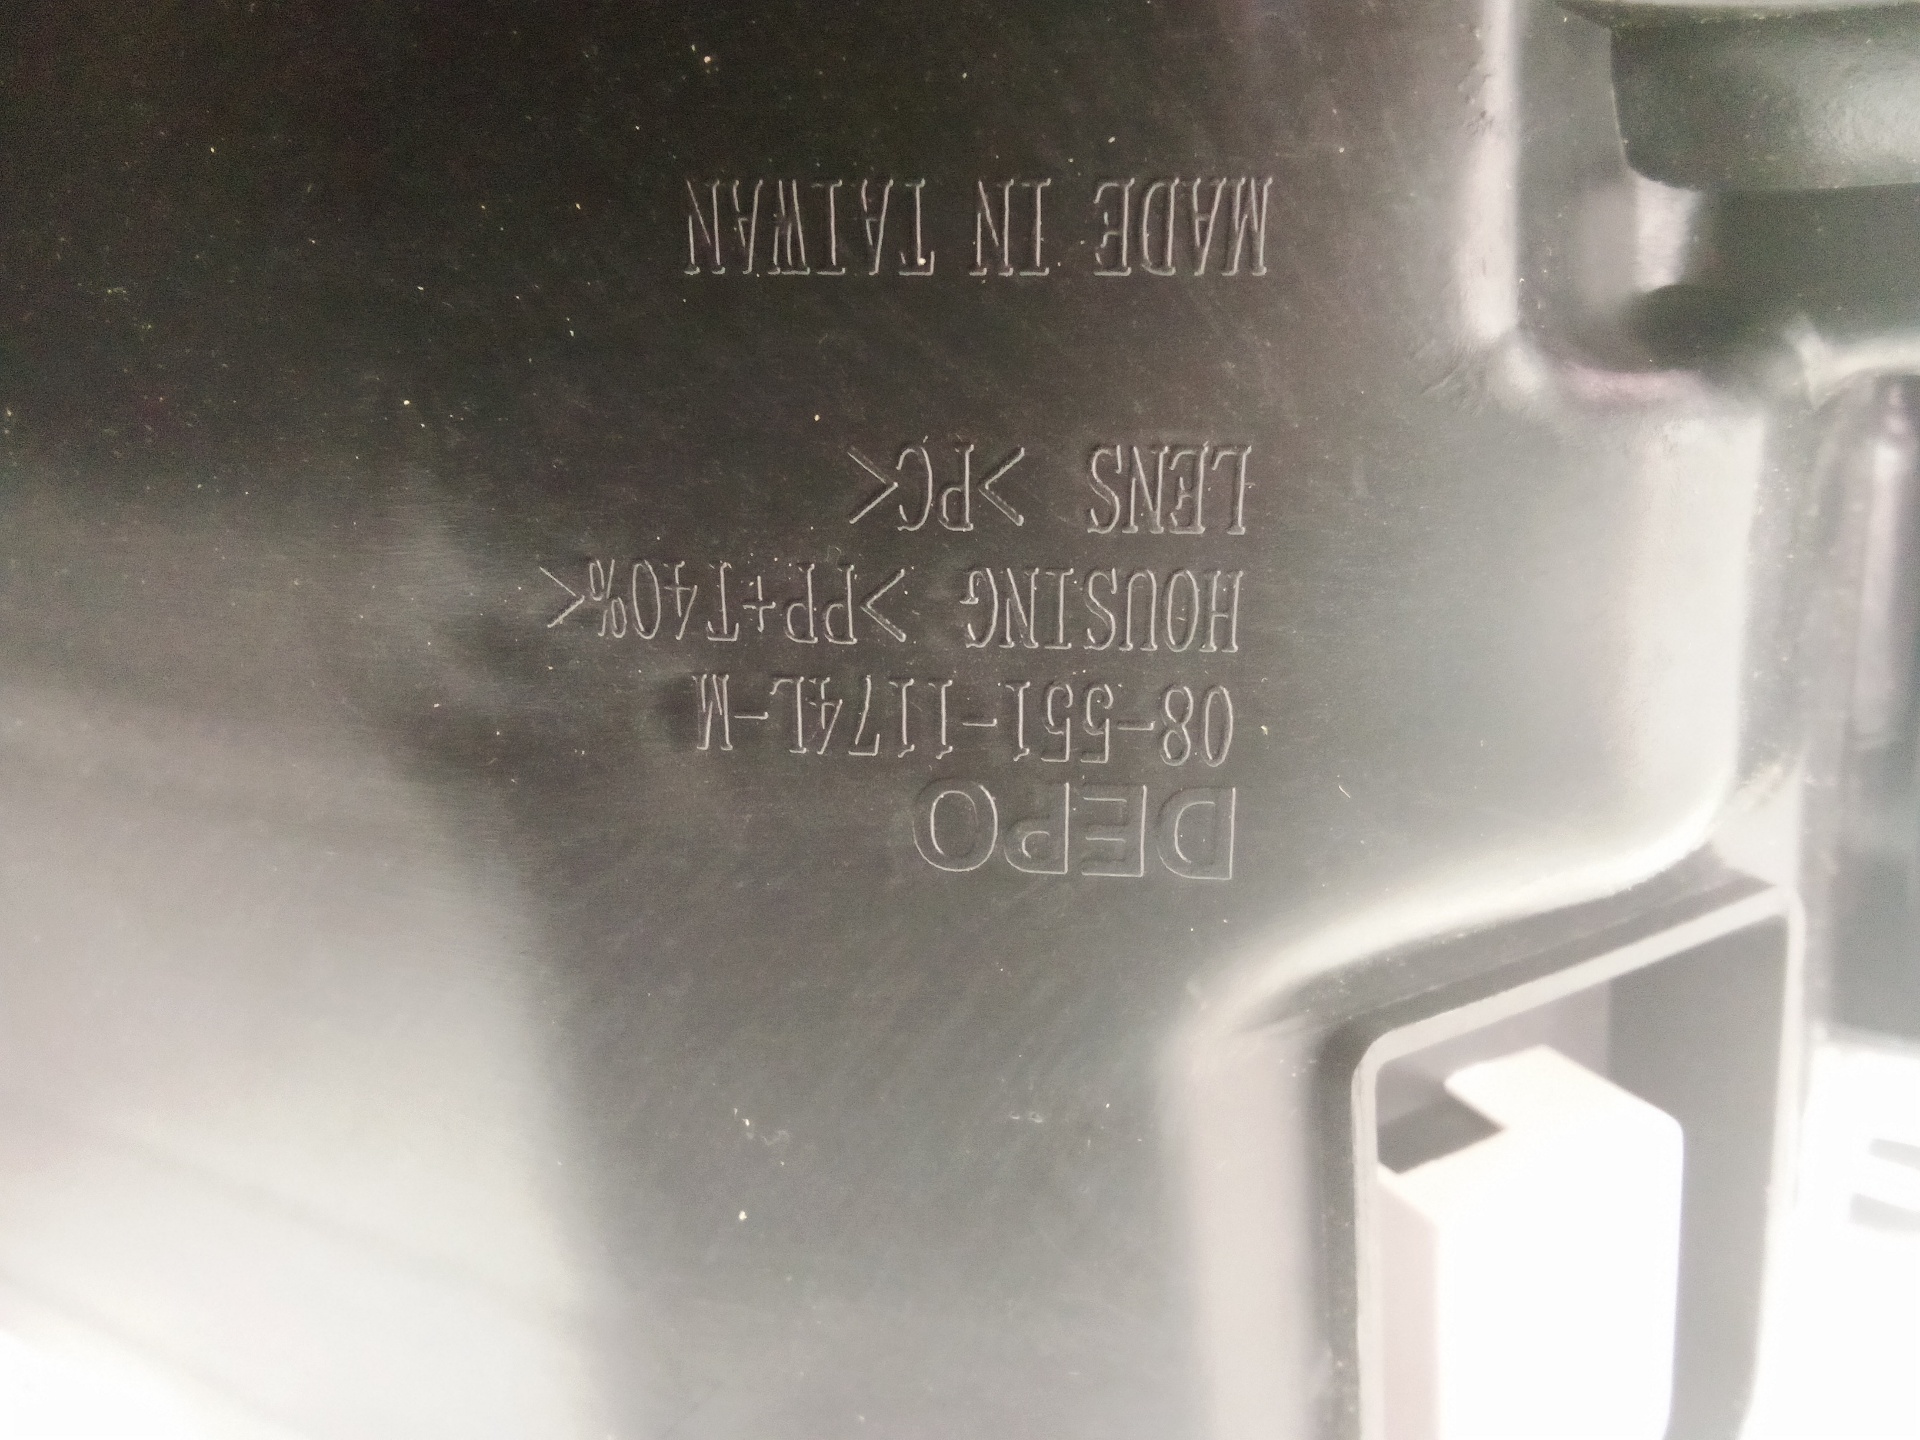 DEPO
08-551-1174L-M
HOUSING >PP+T40%<
LENS >PC<
MADE IN TAIWAN